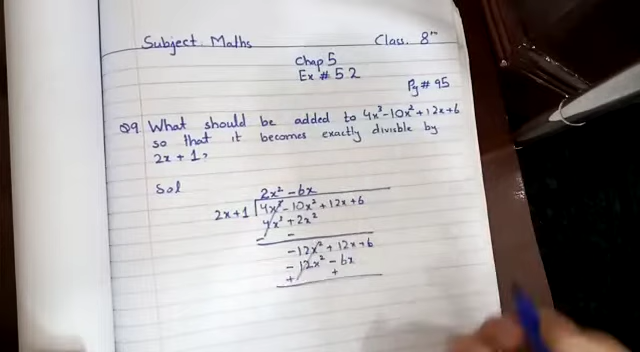 Subject: Maths Class. 8th
Chap 5
Ex # 5.2
Pg # 95
Q9. What should be added to 4x³-10x²+12x+6
so that it becomes exactly divisble by
2x + 1?
Sol
2x² - 6x
2x+1 4x³ - 10x² + 12x + 6
4x³ + 2x²
- -
-12x² + 12x + 6
- 12x² - 6x
+ +